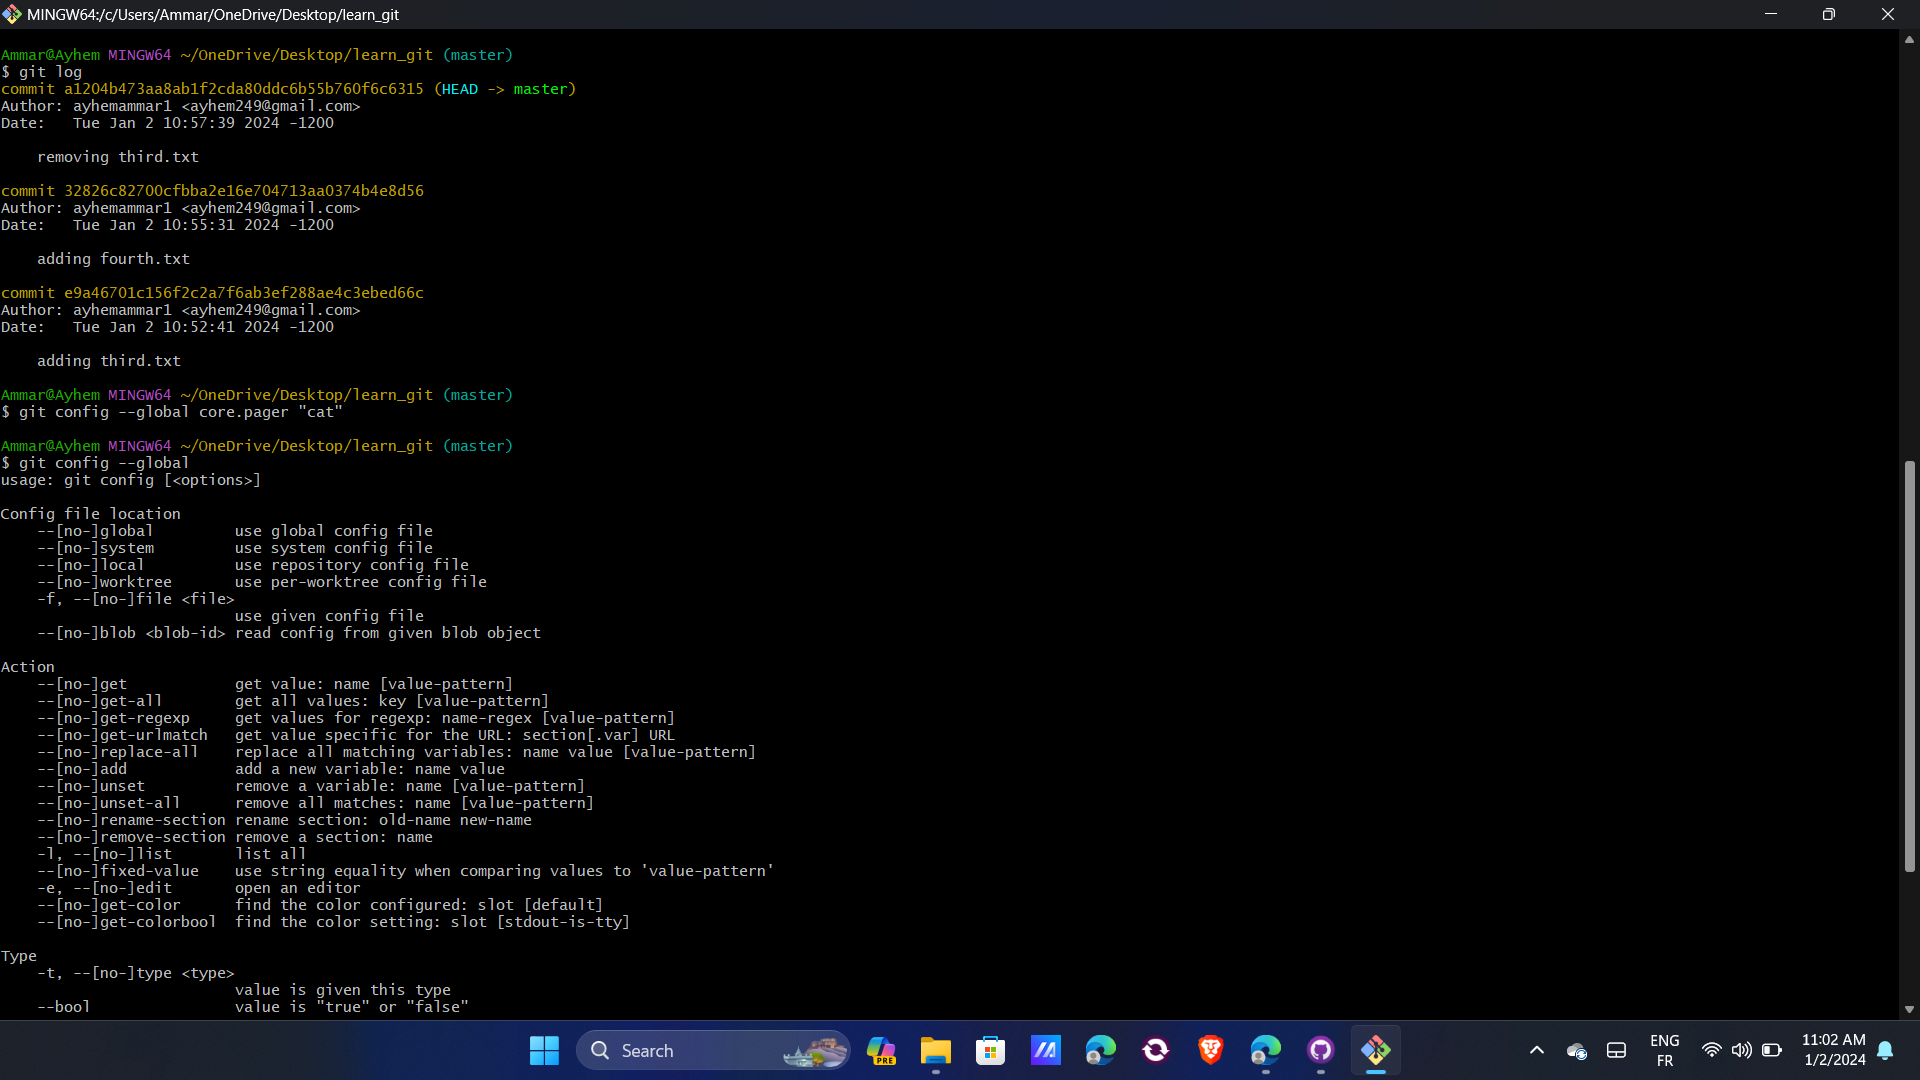 MINGW64:/c/Users/Ammar/OneDrive/Desktop/learn_git
Ammar@Ayhem MINGW64 ~/OneDrive/Desktop/learn_git (master)
$ git log
commit a1204b473aa8ab1f2cda80ddc6b55b760f6c6315 (HEAD -> master)
Author: ayhemammar1 <ayhem249@gmail.com>
Date:   Tue Jan 2 10:57:39 2024 -1200
    removing third.txt
commit 32826c82700cfbba2e16e704713aa0374b4e8d56
Author: ayhemammar1 <ayhem249@gmail.com>
Date:   Tue Jan 2 10:55:31 2024 -1200
    adding fourth.txt
commit e9a46701c156f2c2a7f6ab3ef288ae4c3ebed66c
Author: ayhemammar1 <ayhem249@gmail.com>
Date:   Tue Jan 2 10:52:41 2024 -1200
    adding third.txt
Ammar@Ayhem MINGW64 ~/OneDrive/Desktop/learn_git (master)
$ git config --global core.pager "cat"
Ammar@Ayhem MINGW64 ~/OneDrive/Desktop/learn_git (master)
$ git config --global
usage: git config [<options>]
Config file location
    --[no-]global         use global config file
    --[no-]system         use system config file
    --[no-]local          use repository config file
    --[no-]worktree       use per-worktree config file
    -f, --[no-]file <file>
                          use given config file
    --[no-]blob <blob-id> read config from given blob object
Action
    --[no-]get            get value: name [value-pattern]
    --[no-]get-all        get all values: key [value-pattern]
    --[no-]get-regexp     get values for regexp: name-regex [value-pattern]
    --[no-]get-urlmatch   get value specific for the URL: section[.var] URL
    --[no-]replace-all    replace all matching variables: name value [value-pattern]
    --[no-]add            add a new variable: name value
    --[no-]unset          remove a variable: name [value-pattern]
    --[no-]unset-all      remove all matches: name [value-pattern]
    --[no-]rename-section rename section: old-name new-name
    --[no-]remove-section remove a section: name
    -l, --[no-]list       list all
    --[no-]fixed-value    use string equality when comparing values to 'value-pattern'
    -e, --[no-]edit       open an editor
    --[no-]get-color      find the color configured: slot [default]
    --[no-]get-colorbool  find the color setting: slot [stdout-is-tty]
Type
    -t, --[no-]type <type>
                          value is given this type
    --bool                value is "true" or "false"
Search
PRE
ENG
FR
11:02 AM
1/2/2024